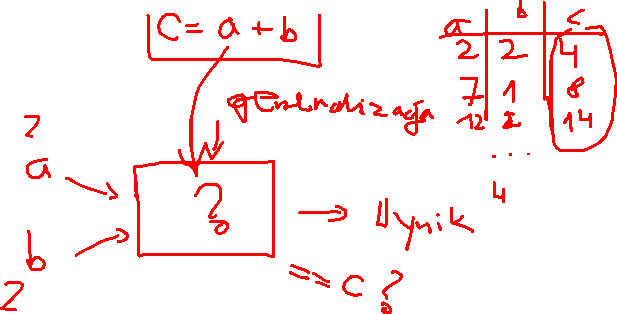 C = a + b
a b c
2 2 4
7 1 8
12 2 14
...
4
generalizacja
2
a
?
→ Wynik
b
2
== C ?